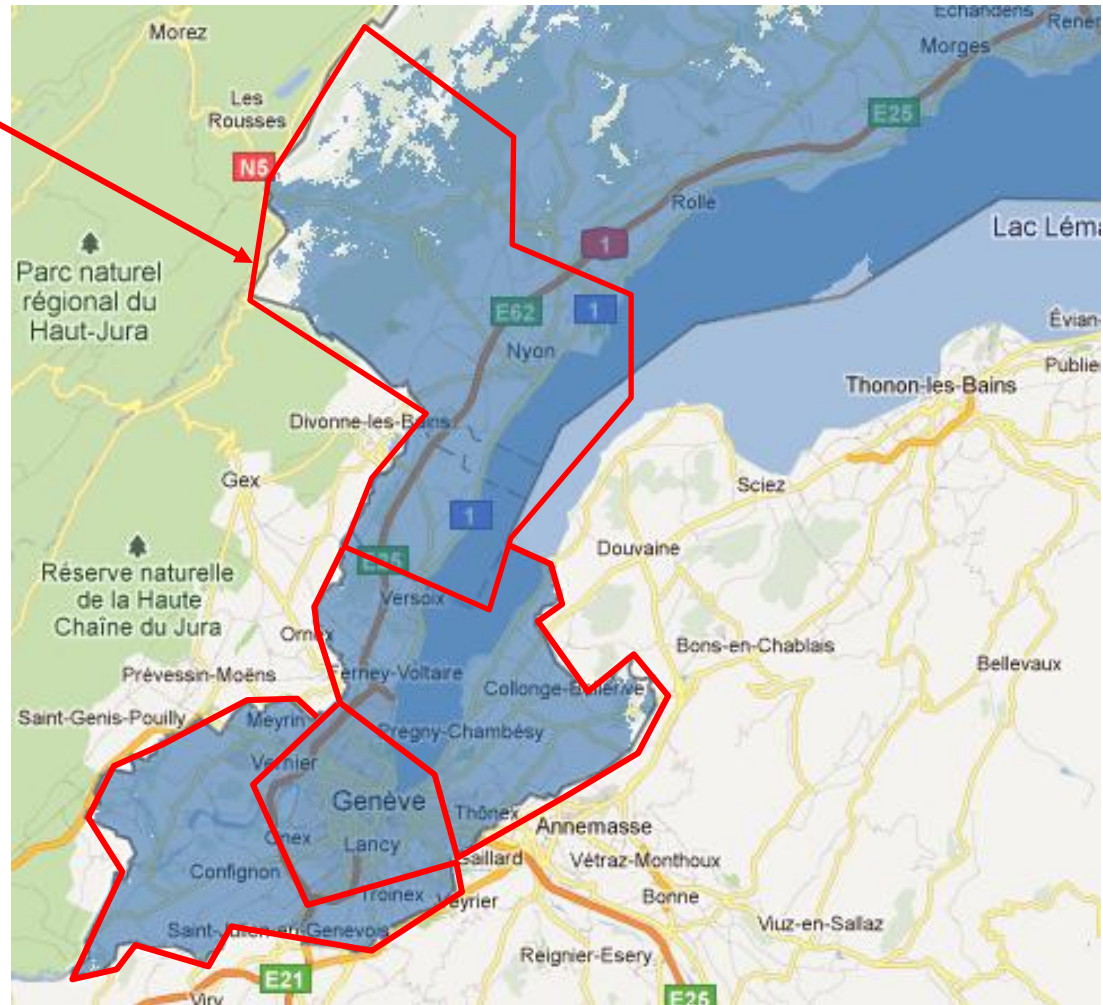 Echandens
Renen
Morez
Morges
Les
Rousses
E25
N5
Rolle
Lac Léma
1
Parc naturel
régional du
Haut-Jura
E62
1
Évian-
Nyon
Publie
Thonon-les-Bains
Divonne-les-Bains
Gex
Sciez
1
Douvaine
E25
Réserve naturelle
de la Haute
Chaîne du Jura
Versoix
Ornex
Bons-en-Chablais
Bellevaux
Prévessin-Moëns
Ferney-Voltaire
Collonge-Bellerive
Saint-Genis-Pouilly
Meyrin
Pregny-Chambésy
Vernier
Genève
Thônex
Annemasse
Onex
Lancy
Gaillard
Vétraz-Monthoux
Confignon
Troinex
Veyrier
Bonne
Saint-Julien-en-Genevois
Viuz-en-Sallaz
Reignier-Esery
E21
Viry
E25